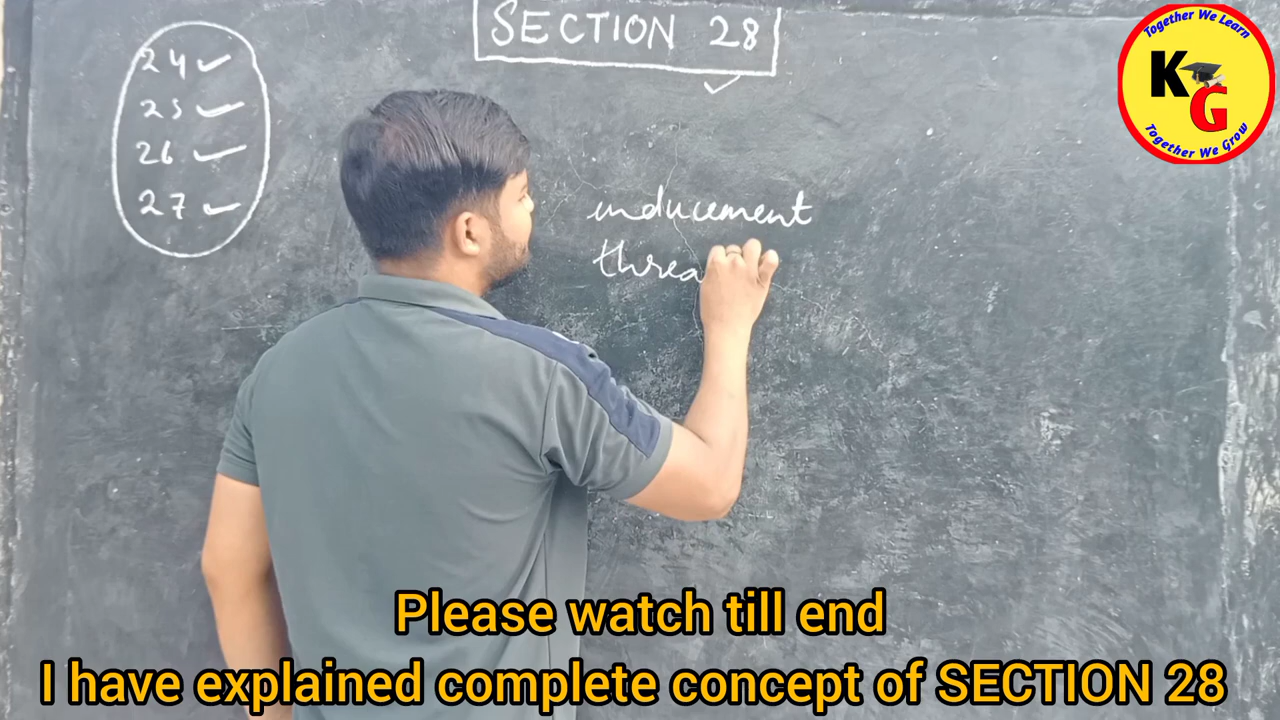 SECTION 28
24 ✓
25 ✓
26 ✓
27 ✓
inducement
threa
Together We Learn
KG
Together We Grow
Please watch till end
I have explained complete concept of SECTION 28